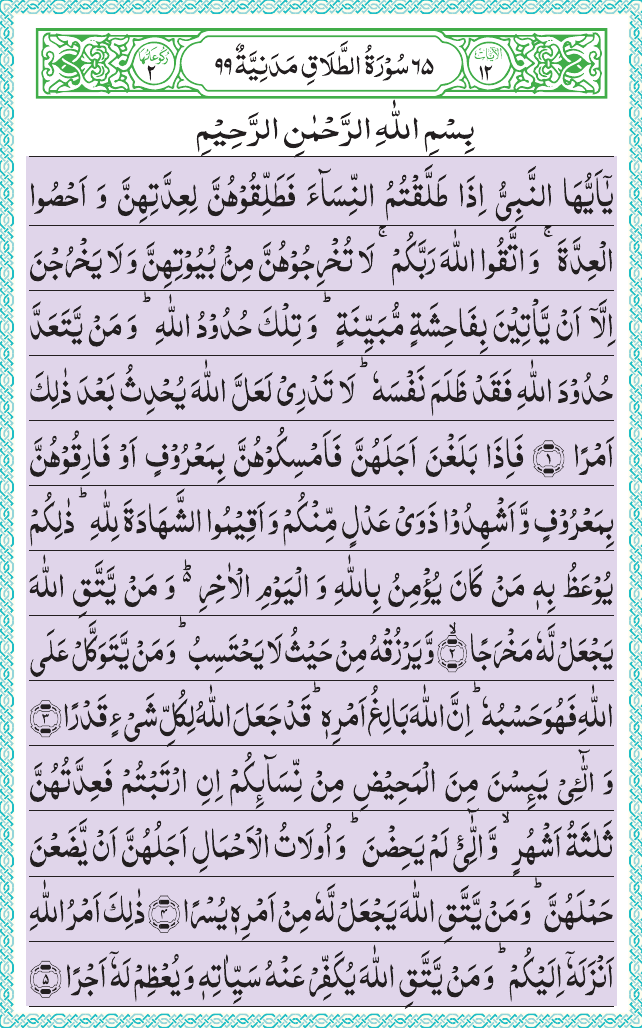 رکوعاتها ٢ ٦٥ سُوْرَةُ الطَّلَاقِ مَدَنِيَّةٌ ٩٩ الآیات ١٢
بِسْمِ اللّٰهِ الرَّحْمٰنِ الرَّحِيْمِ
يٰۤاَيُّهَا النَّبِيُّ اِذَا طَلَّقْتُمُ النِّسَآءَ فَطَلِّقُوْهُنَّ لِعِدَّتِهِنَّ وَ اَحْصُوا
الْعِدَّةَ ۚ وَ اتَّقُوا اللّٰهَ رَبَّكُمْ ۚ لَا تُخْرِجُوْهُنَّ مِنْۢ بُيُوْتِهِنَّ وَ لَا يَخْرُجْنَ
اِلَّاۤ اَنْ يَّاْتِيْنَ بِفَاحِشَةٍ مُّبَيِّنَةٍ ؕ وَ تِلْكَ حُدُوْدُ اللّٰهِ ؕ وَ مَنْ يَّتَعَدَّ
حُدُوْدَ اللّٰهِ فَقَدْ ظَلَمَ نَفْسَهٗ ؕ لَا تَدْرِيْ لَعَلَّ اللّٰهَ يُحْدِثُ بَعْدَ ذٰلِكَ
اَمْرًا ۝١ فَاِذَا بَلَغْنَ اَجَلَهُنَّ فَاَمْسِكُوْهُنَّ بِمَعْرُوْفٍ اَوْ فَارِقُوْهُنَّ
بِمَعْرُوْفٍ وَّ اَشْهِدُوْا ذَوَيْ عَدْلٍ مِّنْكُمْ وَ اَقِيْمُوا الشَّهَادَةَ لِلّٰهِ ؕ ذٰلِكُمْ
يُوْعَظُ بِهٖ مَنْ كَانَ يُؤْمِنُ بِاللّٰهِ وَ الْيَوْمِ الْاٰخِرِ ؕ۬ وَ مَنْ يَّتَّقِ اللّٰهَ
يَجْعَلْ لَّهٗ مَخْرَجًا ۙ۝٢ وَّ يَرْزُقْهُ مِنْ حَيْثُ لَا يَحْتَسِبُ ؕ وَ مَنْ يَّتَوَكَّلْ عَلَى
اللّٰهِ فَهُوَ حَسْبُهٗ ؕ اِنَّ اللّٰهَ بَالِغُ اَمْرِهٖ ؕ قَدْ جَعَلَ اللّٰهُ لِكُلِّ شَيْءٍ قَدْرًا ۝٣
وَ الّٰٓـِٔيْ يَىِٕسْنَ مِنَ الْمَحِيْضِ مِنْ نِّسَآىِٕكُمْ اِنِ ارْتَبْتُمْ فَعِدَّتُهُنَّ
ثَلٰثَةُ اَشْهُرٍ ۙ وَّ الّٰٓـِٔيْ لَمْ يَحِضْنَ ؕ وَ اُولَاتُ الْاَحْمَالِ اَجَلُهُنَّ اَنْ يَّضَعْنَ
حَمْلَهُنَّ ؕ وَ مَنْ يَّتَّقِ اللّٰهَ يَجْعَلْ لَّهٗ مِنْ اَمْرِهٖ يُسْرًا ۝٤ ذٰلِكَ اَمْرُ اللّٰهِ
اَنْزَلَهٗۤ اِلَيْكُمْ ؕ وَ مَنْ يَّتَّقِ اللّٰهَ يُكَفِّرْ عَنْهُ سَيِّاٰتِهٖ وَ يُعْظِمْ لَهٗۤ اَجْرًا ۝٥